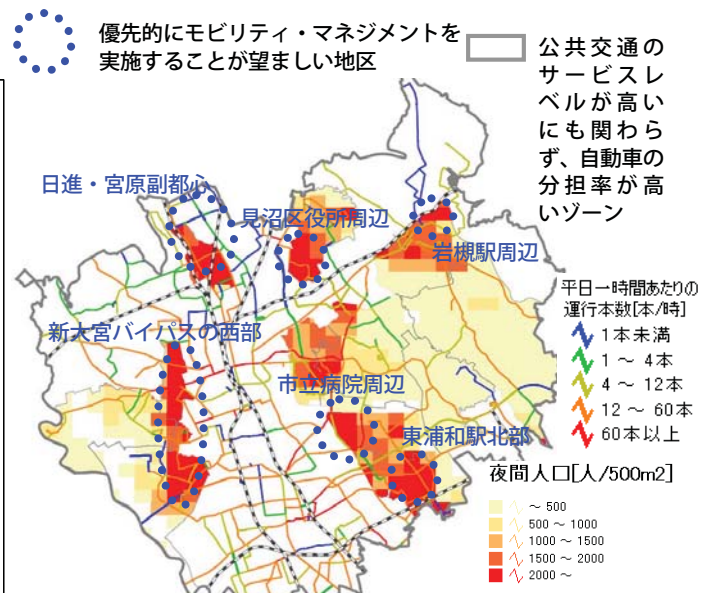 優先的にモビリティ・マネジメントを
実施することが望ましい地区
公共交通の
サービスレ
ベルが高い
にも関わら
ず、自動車の
分担率が高
いゾーン
日進・宮原副都心
見沼区役所周辺
岩槻駅周辺
新大宮バイパスの西部
市立病院周辺
東浦和駅北部
平日一時間あたりの
運行本数[本/時]
1本未満
1 ～ 4本
4 ～ 12本
12 ～ 60本
60本以上
夜間人口[人/500m2]
～ 500
500 ～ 1000
1000 ～ 1500
1500 ～ 2000
2000 ～